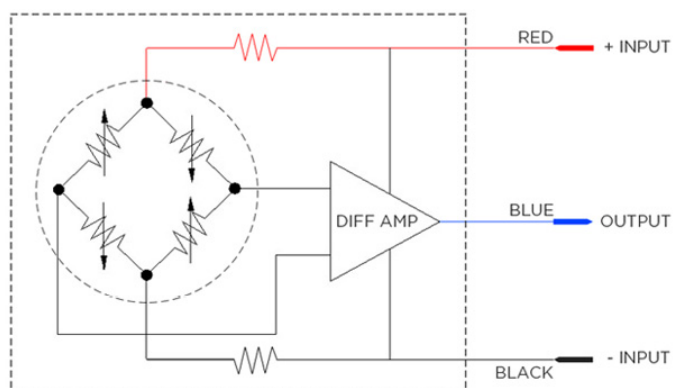 RED
+ INPUT
DIFF AMP
BLUE
OUTPUT
BLACK
- INPUT